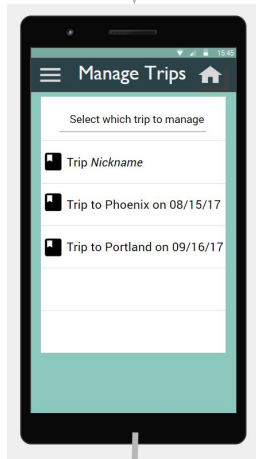 15:45
Manage Trips
Select which trip to manage
Trip Nickname
Trip to Phoenix on 08/15/17
Trip to Portland on 09/16/17